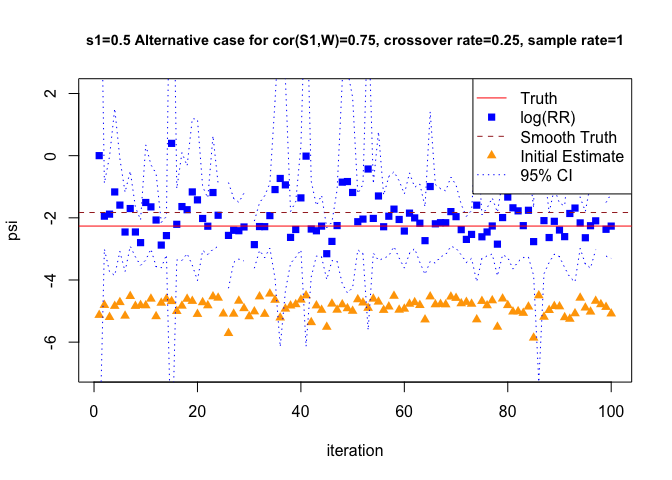 s1=0.5 Alternative case for cor(S1,W)=0.75, crossover rate=0.25, sample rate=1
Truth
log(RR)
Smooth Truth
Initial Estimate
95% CI
psi
2
0
-2
-4
-6
0
20
40
60
80
100
iteration